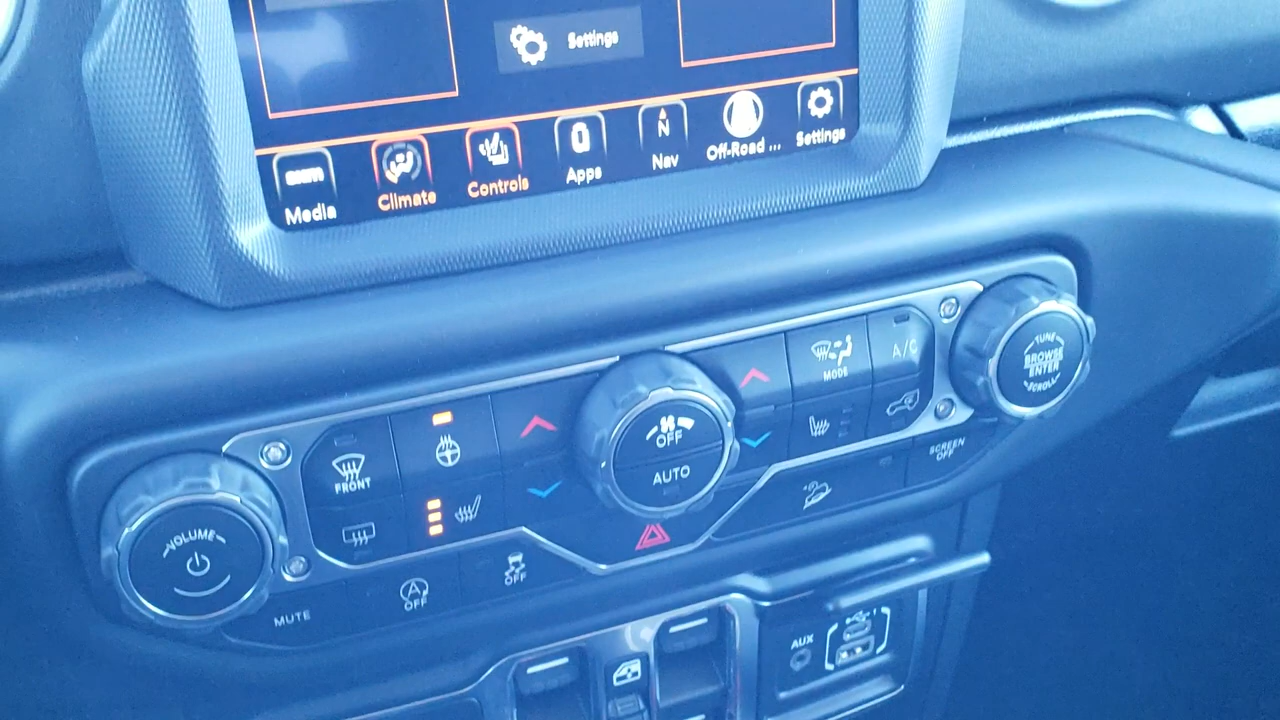 Settings
Media
Climate
Controls
Apps
N
Nav
Off-Road ...
Settings
FRONT
OFF
AUTO
MODE
A/C
TUNE
BROWSE
ENTER
SCROLL
VOLUME
MUTE
A
OFF
OFF
SCREEN
OFF
AUX